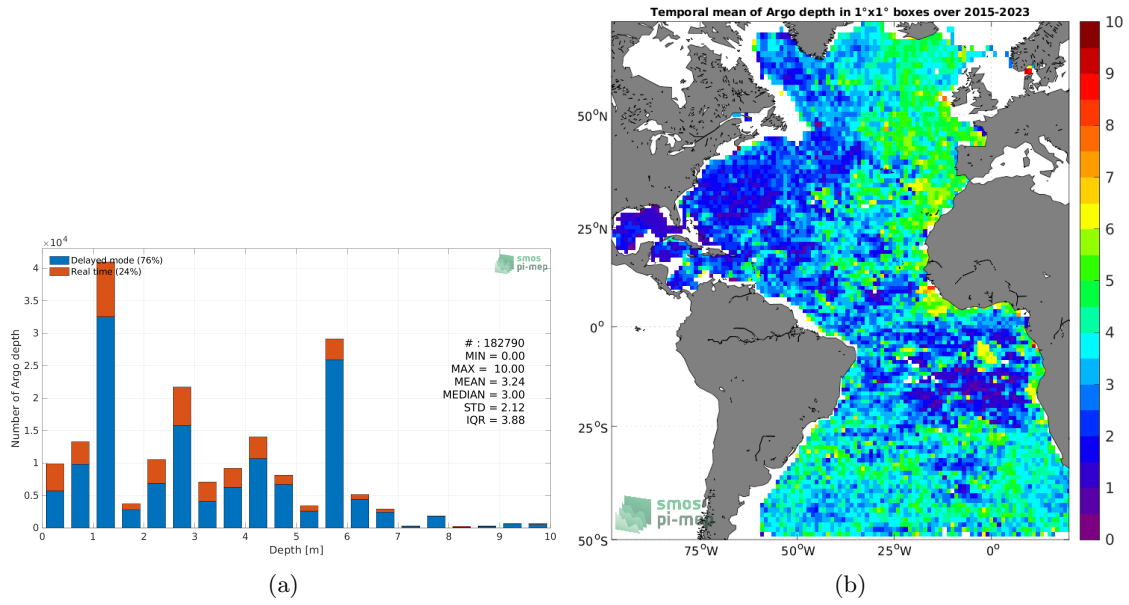 ×10⁴
Delayed mode (76%)
Real time (24%)
smos
pi-mep
4
3.5
3
2.5
2
1.5
1
0.5
0
Number of Argo depth
# : 182790
MIN = 0.00
MAX = 10.00
MEAN = 3.24
MEDIAN = 3.00
STD = 2.12
IQR = 3.88
0 1 2 3 4 5 6 7 8 9 10
Depth [m]
(a)
Temporal mean of Argo depth in 1°x1° boxes over 2015-2023
50°N
25°N
0°
25°S
50°S
75°W 50°W 25°W 0°
smos
pi-mep
10
9
8
7
6
5
4
3
2
1
0
(b)